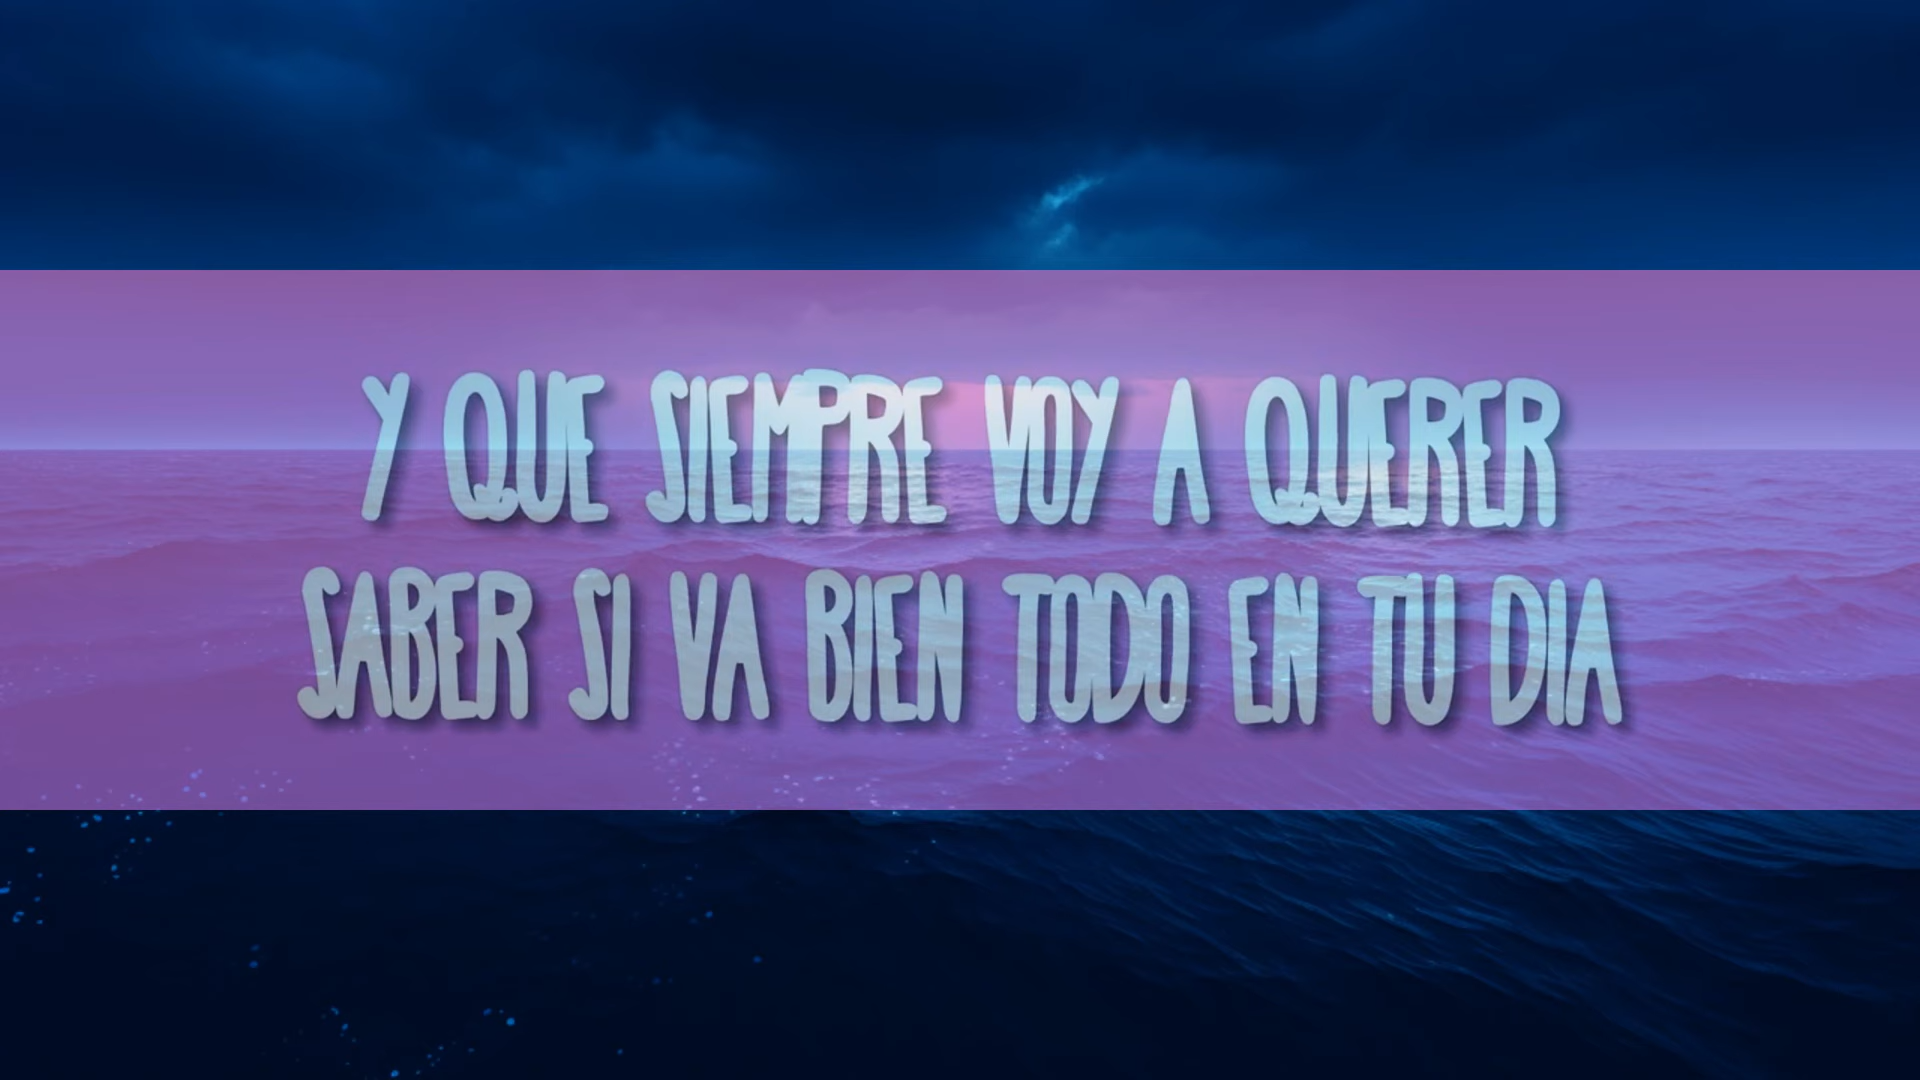 Y QUE SIEMPRE VOY A QUERER
SABER SI VA BIEN TODO EN TU DIA